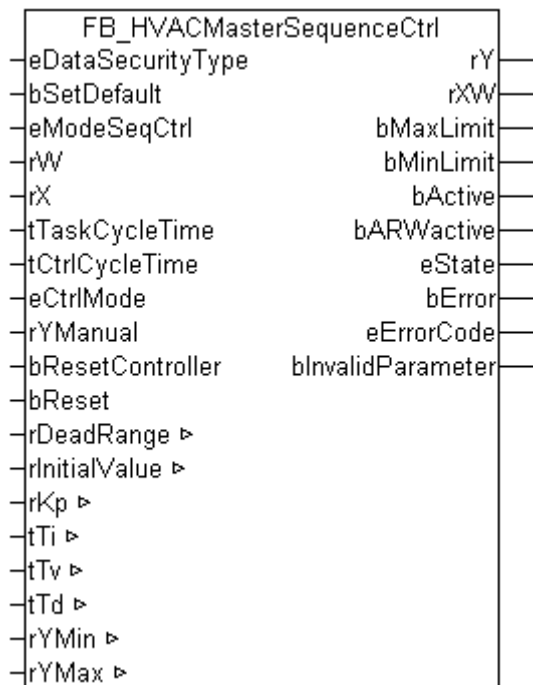 FB_HVACMasterSequenceCtrl
eDataSecurityType rY
bSetDefault rXW
eModeSeqCtrl bMaxLimit
rW bMinLimit
rX bActive
tTaskCycleTime bARWactive
tCtrlCycleTime eState
eCtrlMode bError
rYManual eErrorCode
bResetController bInvalidParameter
bReset
rDeadRange ▹
rInitialValue ▹
rKp ▹
tTi ▹
tTv ▹
tTd ▹
rYMin ▹
rYMax ▹